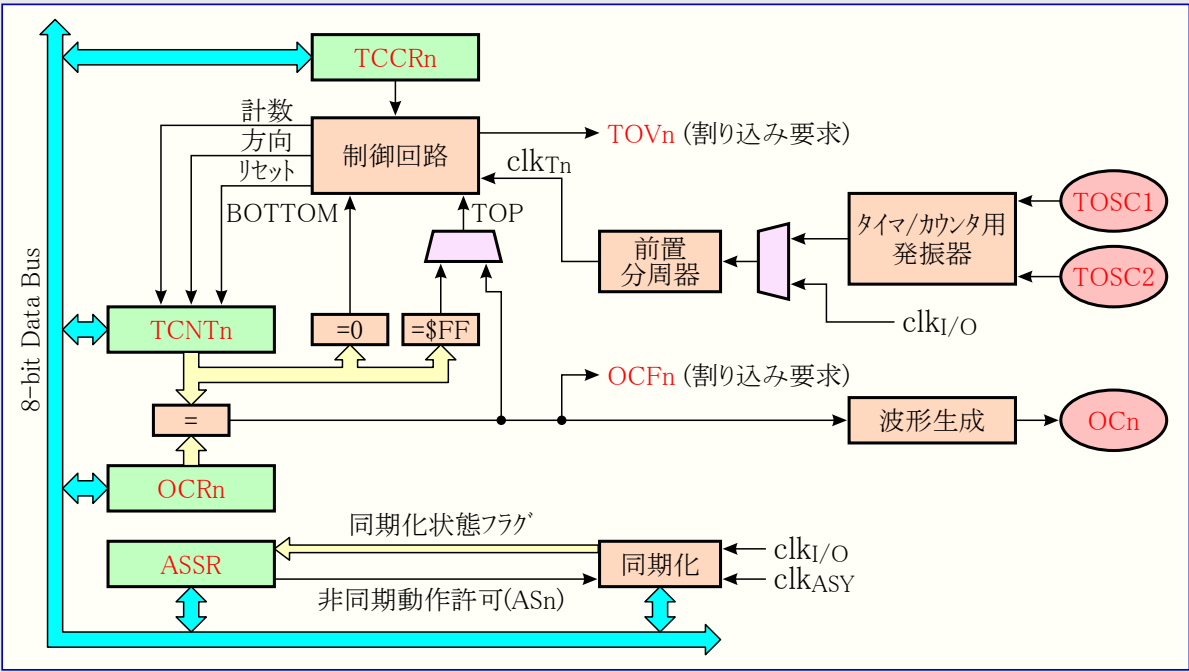 TCCRn
計数
方向
リセット
制御回路
TOVn (割り込み要求)
clkTn
BOTTOM
TOP
タイマ/カウンタ用
発振器
TOSC1
TOSC2
前置
分周器
clkI/O
8-bit Data Bus
TCNTn
=0
=$FF
OCFn (割り込み要求)
=
波形生成
OCn
OCRn
同期化状態フラグ
ASSR
同期化
clkI/O
clkASY
非同期動作許可(ASn)